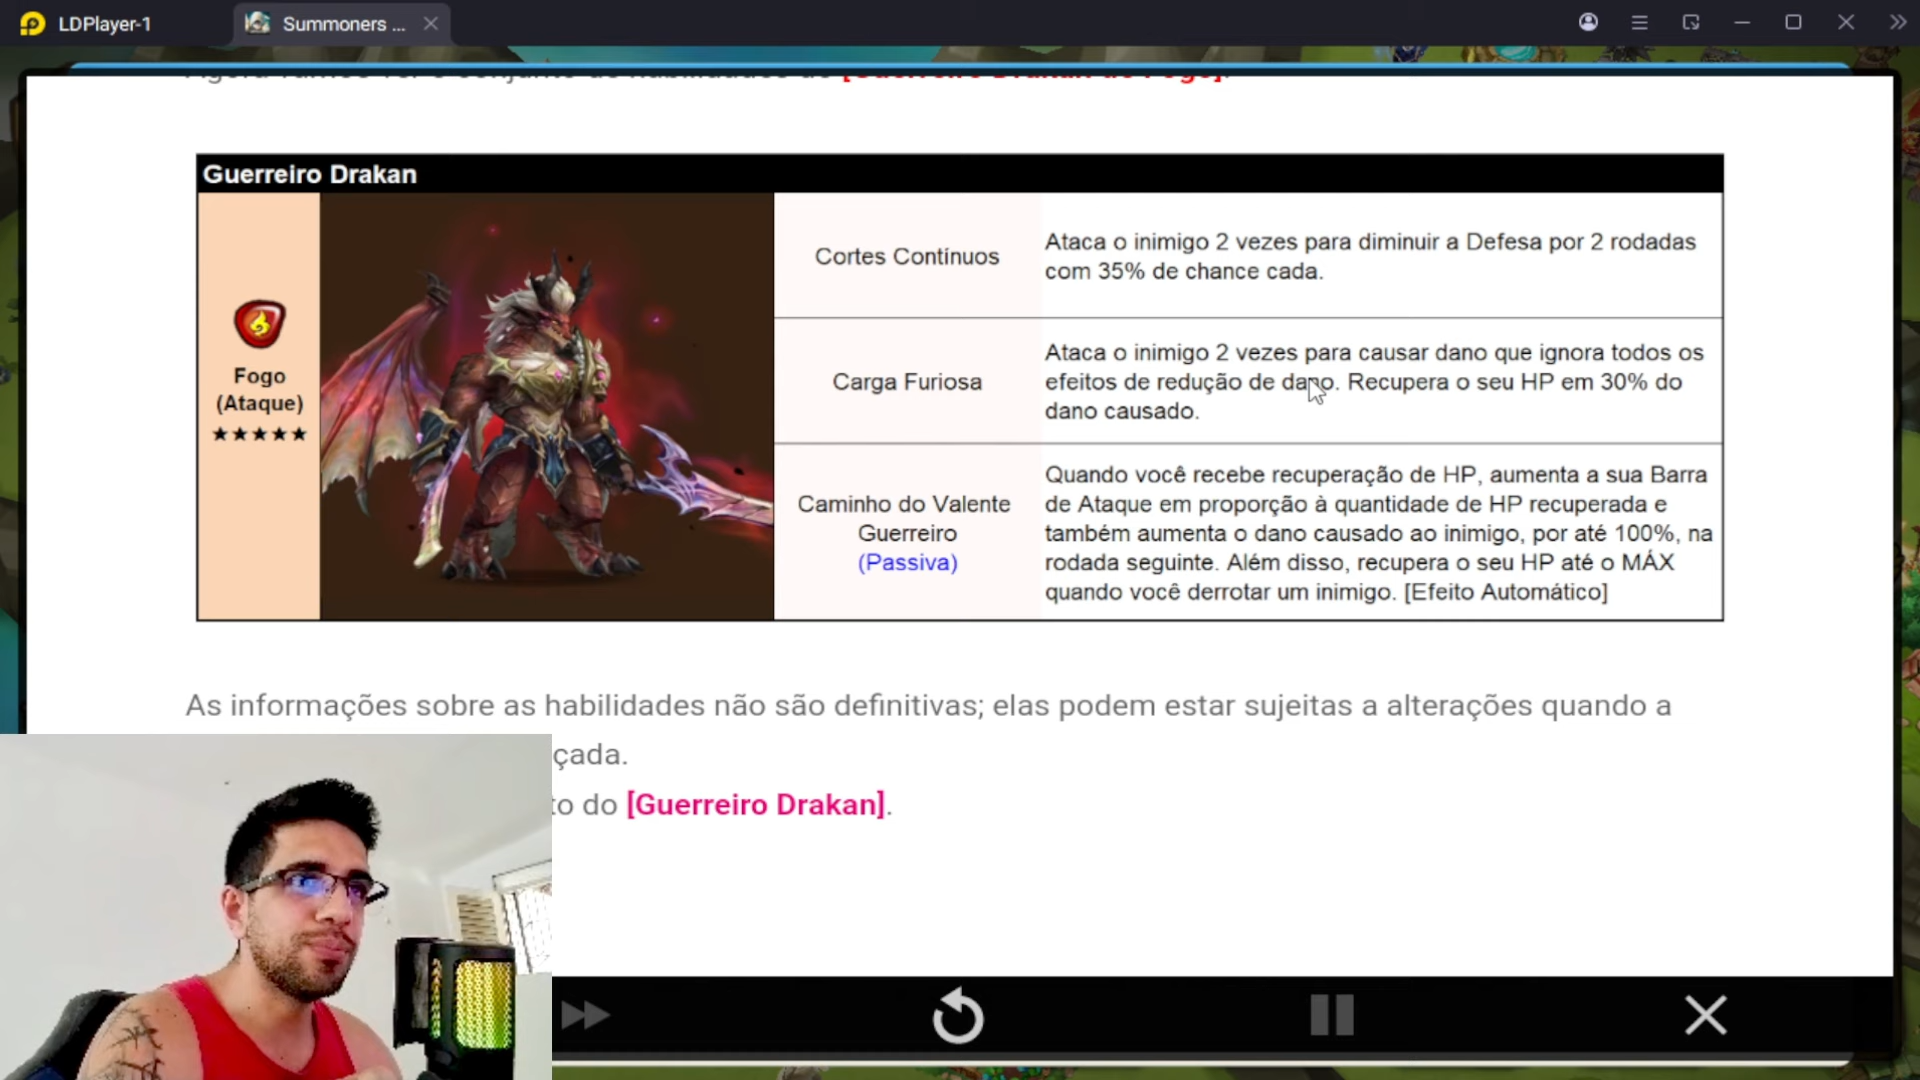 LDPlayer-1
Summoners ...
[Guerreiro Drakan de Fogo].
Guerreiro Drakan
Fogo
(Ataque)
★★★★★
Cortes Contínuos
Ataca o inimigo 2 vezes para diminuir a Defesa por 2 rodadas
com 35% de chance cada.
Carga Furiosa
Ataca o inimigo 2 vezes para causar dano que ignora todos os
efeitos de redução de dano. Recupera o seu HP em 30% do
dano causado.
Caminho do Valente
Guerreiro
(Passiva)
Quando você recebe recuperação de HP, aumenta a sua Barra
de Ataque em proporção à quantidade de HP recuperada e
também aumenta o dano causado ao inimigo, por até 100%, na
rodada seguinte. Além disso, recupera o seu HP até o MÁX
quando você derrotar um inimigo. [Efeito Automático]
As informações sobre as habilidades não são definitivas; elas podem estar sujeitas a alterações quando a
çada.
to do [Guerreiro Drakan].